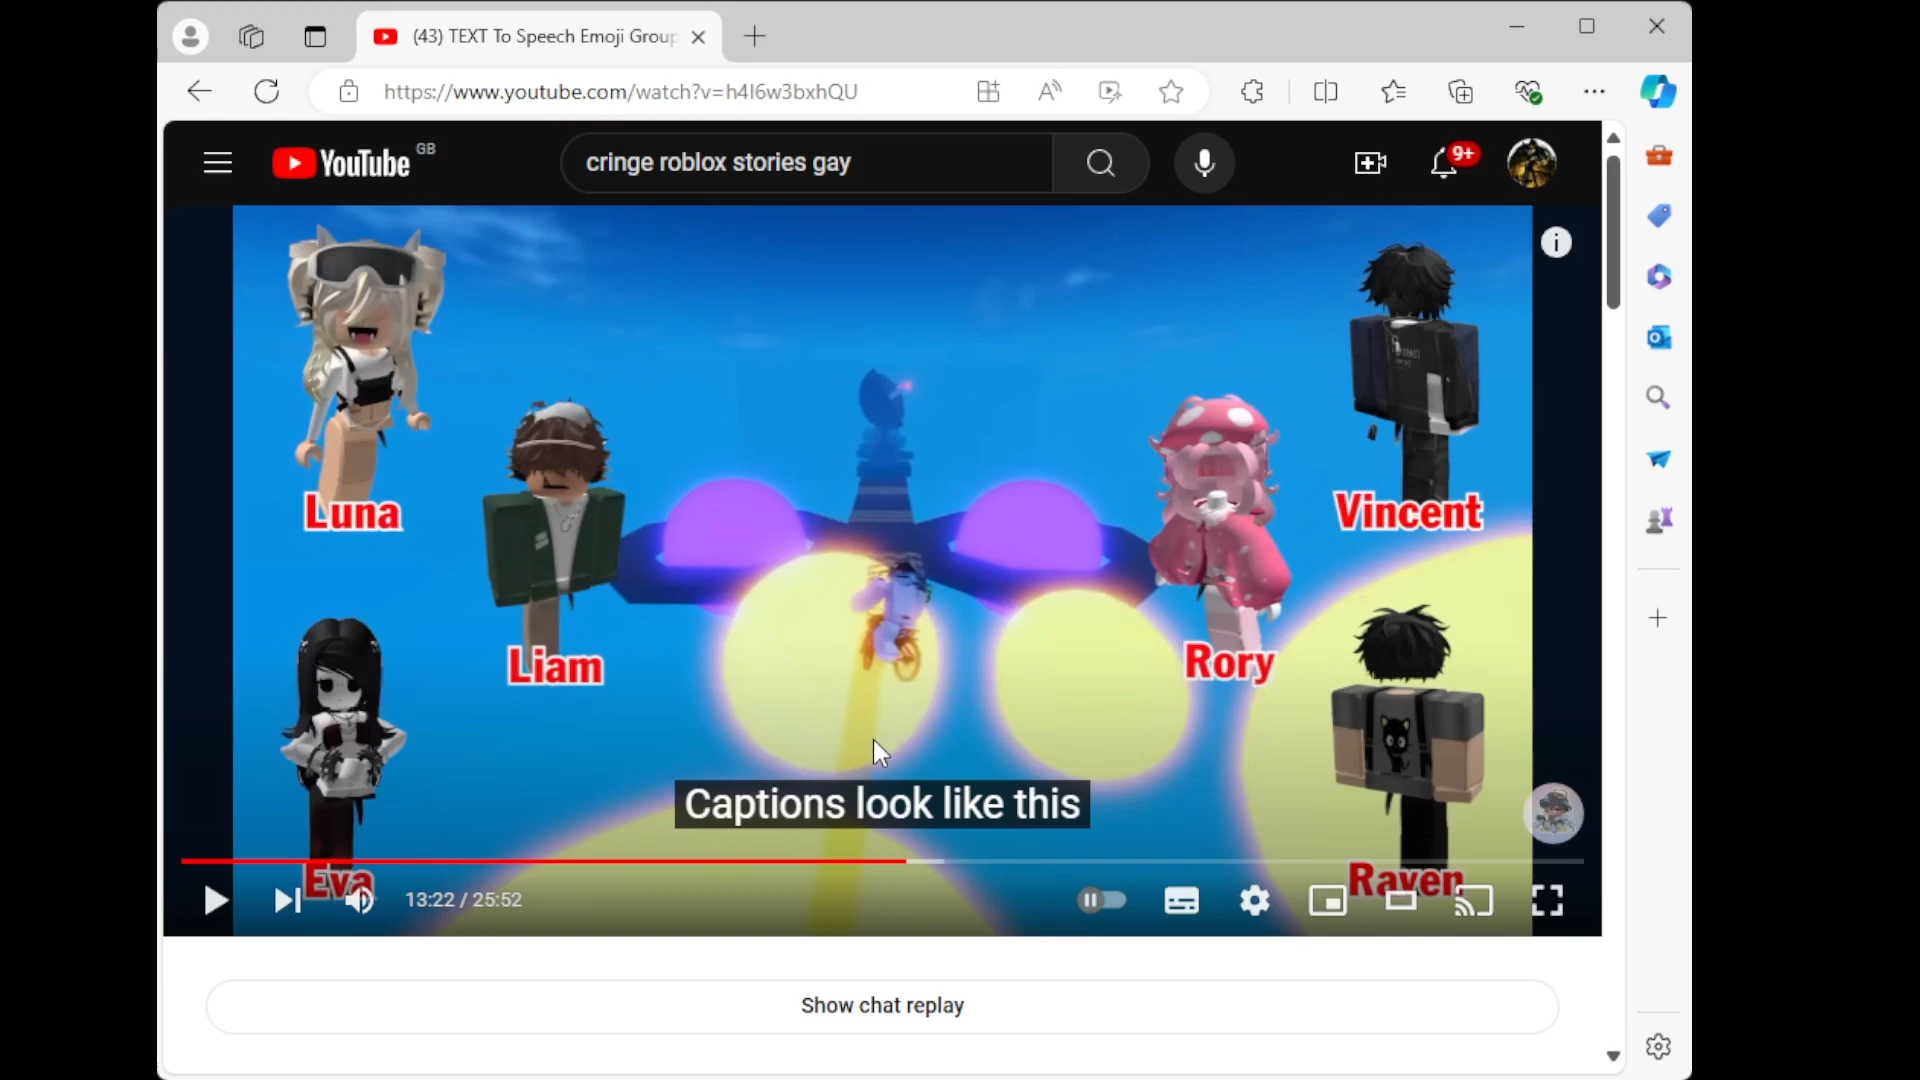 (43) TEXT To Speech Emoji Group
https://www.youtube.com/watch?v=h4I6w3bxhQU
YouTube GB
cringe roblox stories gay
9+
Luna
Vincent
Liam
Rory
Captions look like this
Eva
Raven
13:22 / 25:52
Show chat replay